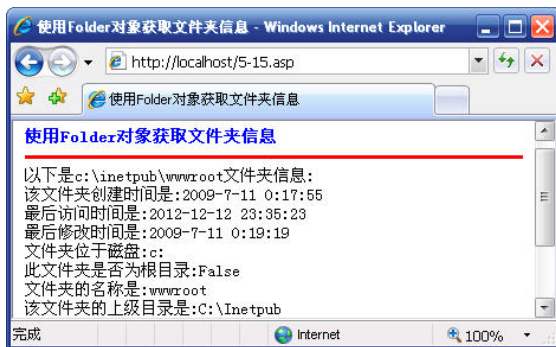 使用Folder对象获取文件夹信息 - Windows Internet Explorer
http://localhost/5-15.asp
使用Folder对象获取文件夹信息
使用Folder对象获取文件夹信息
以下是c:\inetpub\wwwroot文件夹信息:
该文件夹创建时间是:2009-7-11 0:17:55
最后访问时间是:2012-12-12 23:35:23
最后修改时间是:2009-7-11 0:19:19
文件夹位于磁盘:c:
此文件夹是否为根目录:False
文件夹的名称是:wwwroot
该文件夹的上级目录是:C:\Inetpub
完成 Internet 100%